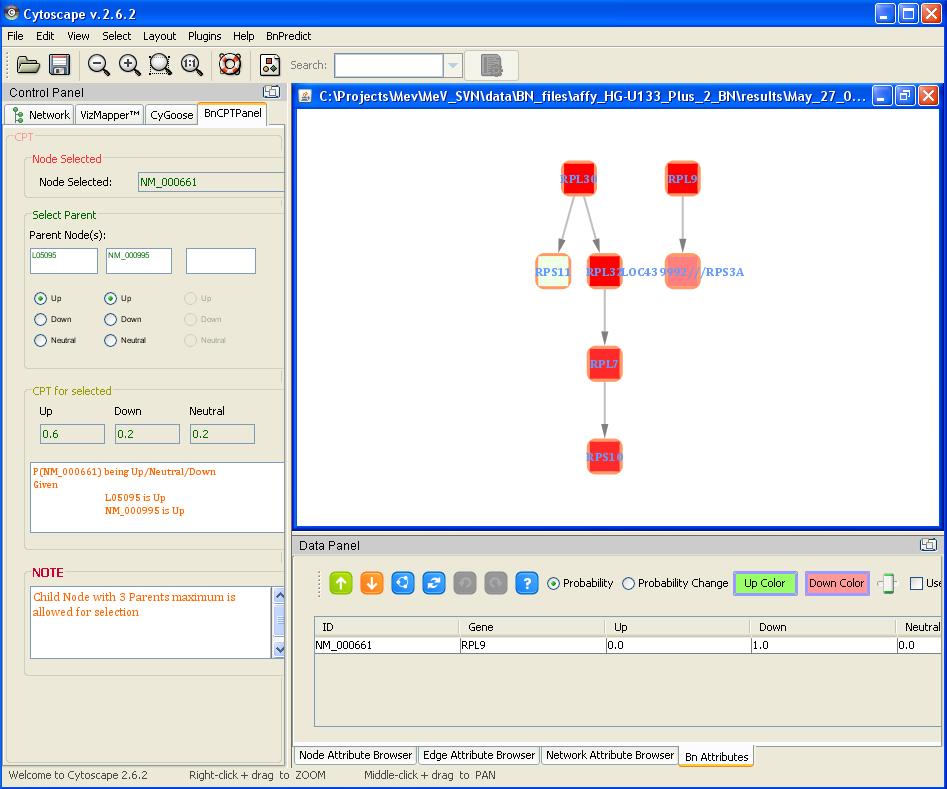 Cytoscape v.2.6.2
File Edit View Select Layout Plugins Help BnPredict
Search:
Control Panel
Network VizMapper™ CyGoose BnCPTPanel
CPT
Node Selected
Node Selected: NM_000661
Select Parent
Parent Node(s):
L05095 NM_000995
Up Up Up
Down Down Down
Neutral Neutral Neutral
CPT for selected
Up Down Neutral
0.6 0.2 0.2
P(NM_000661) being Up/Neutral/Down
Given
L05095 is Up
NM_000995 is Up
NOTE
Child Node with 3 Parents maximum is
allowed for selection
C:\Projects\Mev\MeV_SVN\data\BN_files\affy_HG-U133_Plus_2_BN\results\May_27_0...
RPL30 RPL9
RPS11 RPL32 LOC439992///RPS3A
RPL7
RPS10
Data Panel
Probability Probability Change Up Color Down Color Use
ID Gene Up Down Neutral
NM_000661 RPL9 0.0 1.0 0.0
Node Attribute Browser Edge Attribute Browser Network Attribute Browser Bn Attributes
Welcome to Cytoscape 2.6.2 Right-click + drag to ZOOM Middle-click + drag to PAN